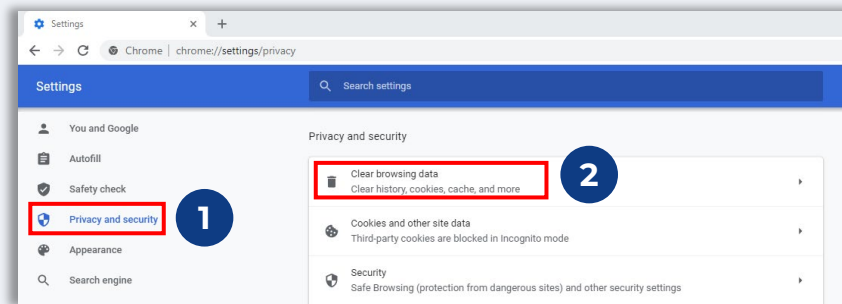 Settings
Chrome | chrome://settings/privacy
Settings
Search settings
You and Google
Autofill
Safety check
Privacy and security
1
Appearance
Search engine
Privacy and security
Clear browsing data
Clear history, cookies, cache, and more
2
Cookies and other site data
Third-party cookies are blocked in Incognito mode
Security
Safe Browsing (protection from dangerous sites) and other security settings